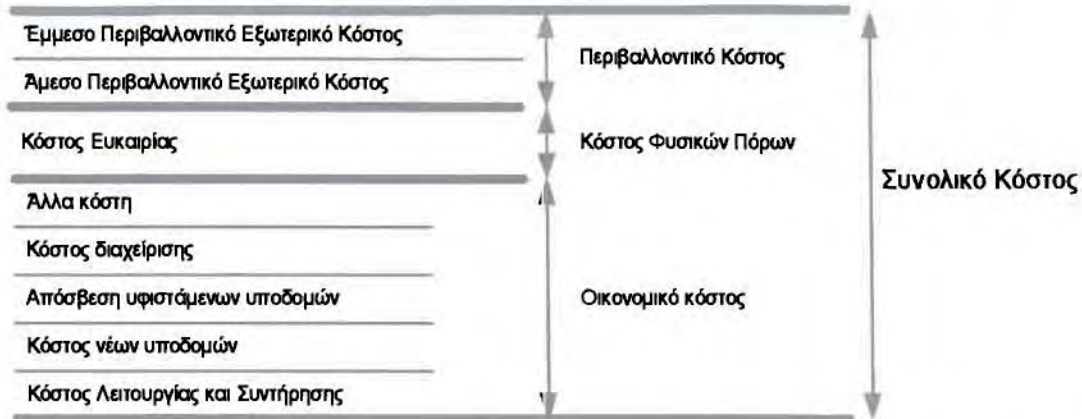 Έμμεσο Περιβαλλοντικό Εξωτερικό Κόστος
Άμεσο Περιβαλλοντικό Εξωτερικό Κόστος
Περιβαλλοντικό Κόστος
Κόστος Ευκαιρίας
Κόστος Φυσικών Πόρων
Συνολικό Κόστος
Άλλα κόστη
Κόστος διαχείρισης
Απόσβεση υφιστάμενων υποδομών
Οικονομικό κόστος
Κόστος νέων υποδομών
Κόστος Λειτουργίας και Συντήρησης